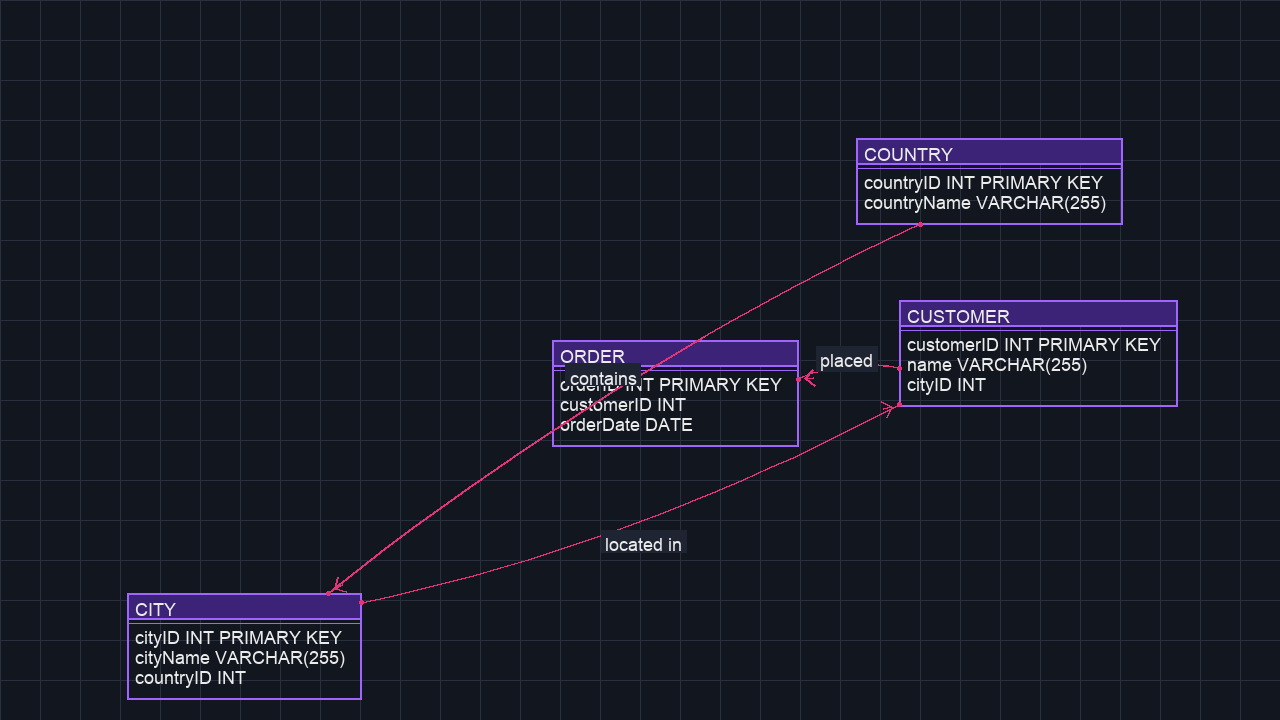 COUNTRY
countryID INT PRIMARY KEY
countryName VARCHAR(255)
CUSTOMER
customerID INT PRIMARY KEY
name VARCHAR(255)
cityID INT
placed
ORDER
contains
orderID INT PRIMARY KEY
customerID INT
orderDate DATE
located in
CITY
cityID INT PRIMARY KEY
cityName VARCHAR(255)
countryID INT